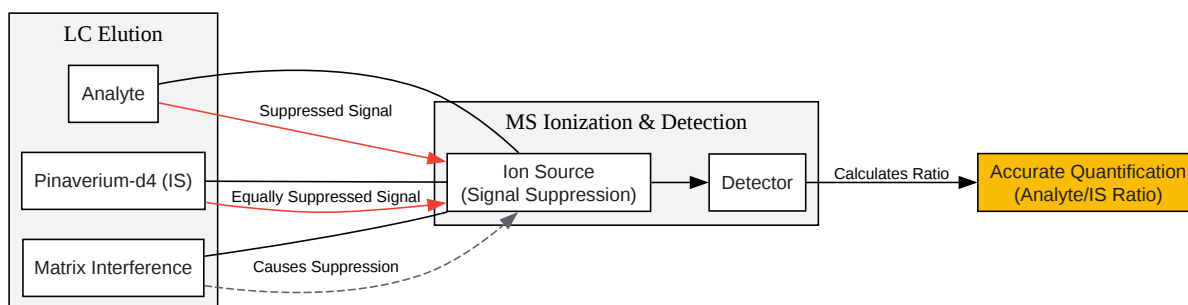 LC Elution
Analyte
Suppressed Signal
MS Ionization & Detection
Pinaverium-d4 (IS)
Equally Suppressed Signal
Ion Source
(Signal Suppression)
Detector
Calculates Ratio
Accurate Quantification
(Analyte/IS Ratio)
Matrix Interference
Causes Suppression